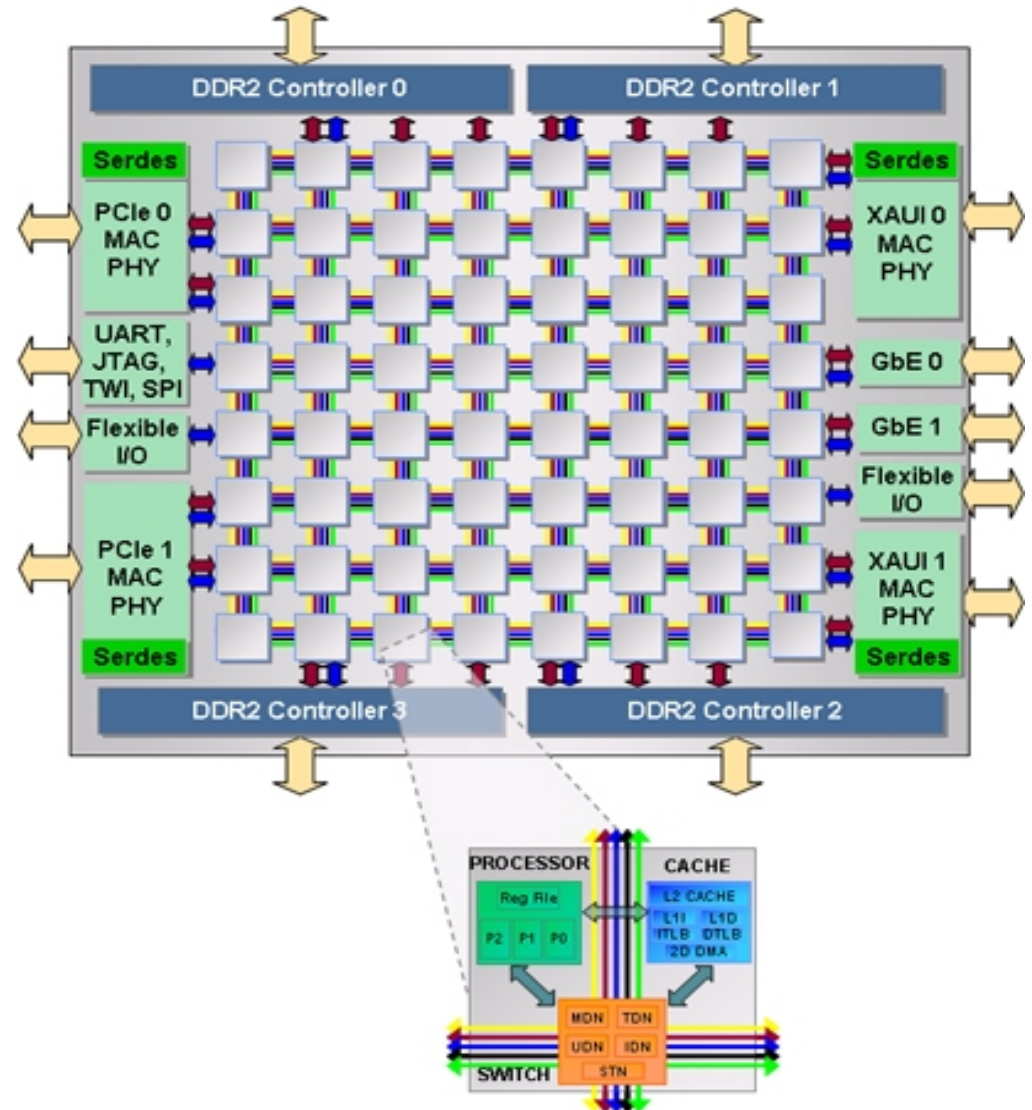 DDR2 Controller 0
DDR2 Controller 1
Serdes
PCIe 0
MAC
PHY
UART,
JTAG,
TWI, SPI
Flexible
I/O
PCIe 1
MAC
PHY
Serdes
Serdes
XAUI 0
MAC
PHY
GbE 0
GbE 1
Flexible
I/O
XAUI 1
MAC
PHY
Serdes
DDR2 Controller 3
DDR2 Controller 2
PROCESSOR
Reg File
P2 P1 P0
CACHE
L2 CACHE
L1I L1D
ITLB DTLB
2D DMA
MDN TDN
UDN IDN
STN
SWITCH